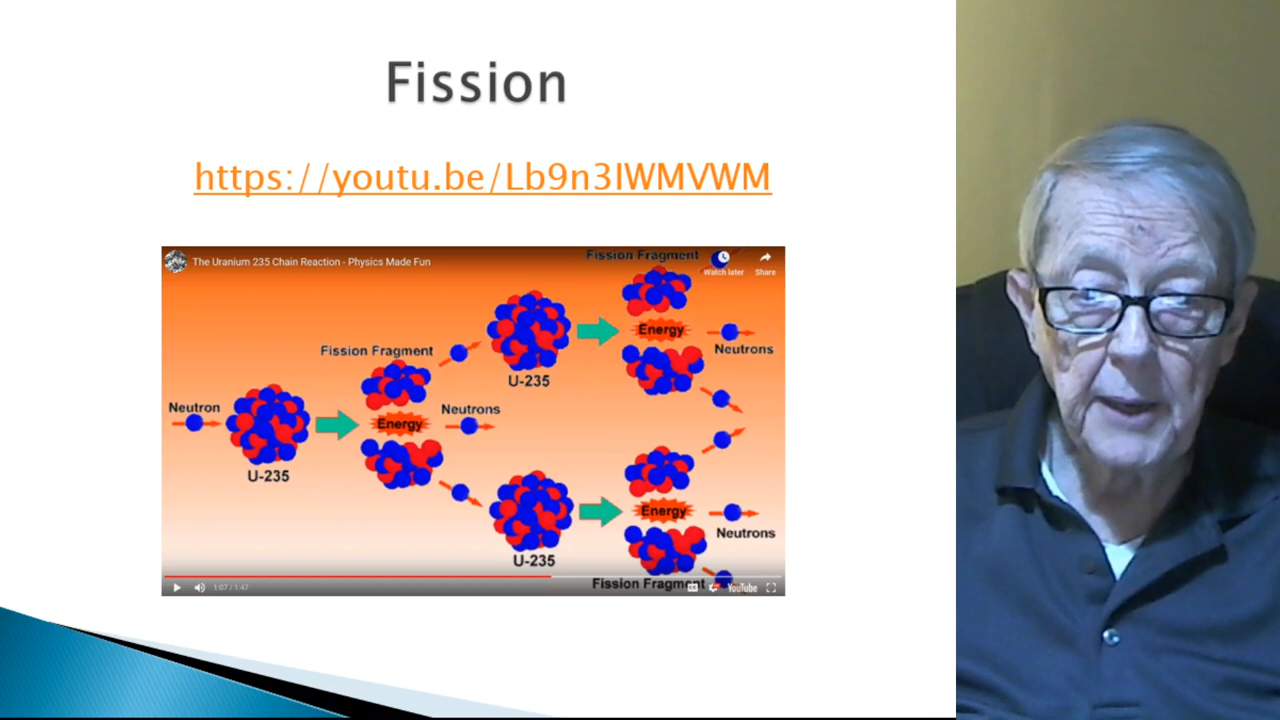 Fission
https://youtu.be/Lb9n3IWMVWM
The Uranium 235 Chain Reaction - Physics Made Fun
Watch later
Share
Fission Fragment
Energy
Neutrons
U-235
Fission Fragment
Neutron
Energy
Neutrons
U-235
Energy
Neutrons
U-235
Fission Fragment
1:07 / 1:47
CC
YouTube